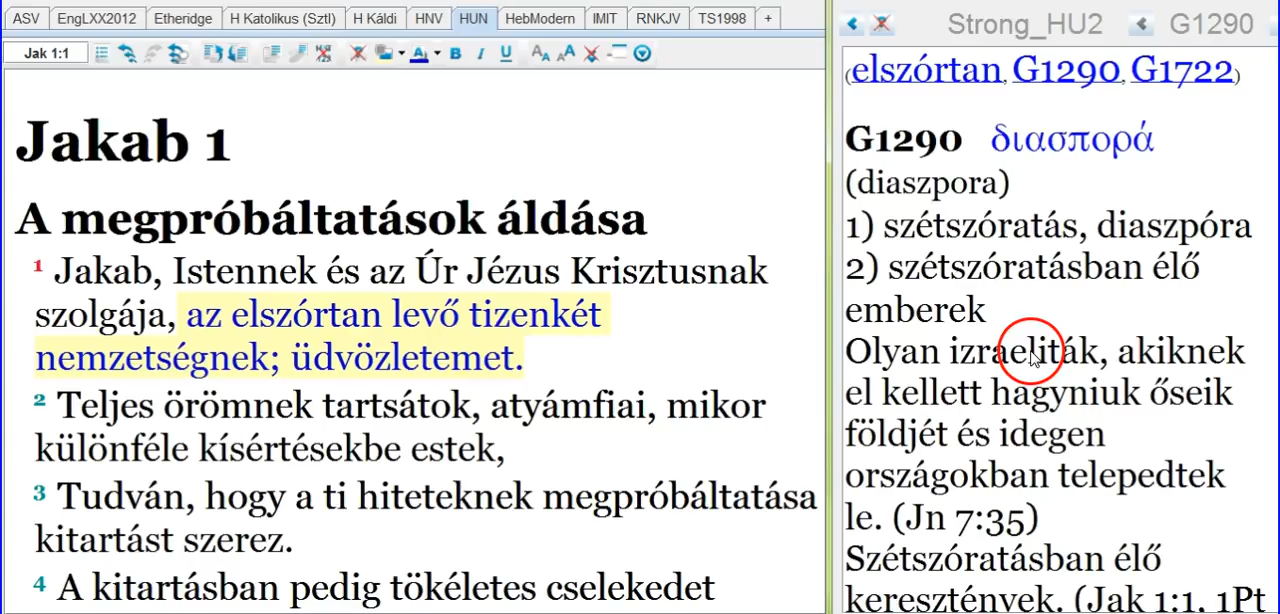 ASV EngLXX2012 Etheridge H Katolikus (Sztl) H Káldi HNV HUN HebModern IMIT RNKJV TS1998 +
Jak 1:1
Jakab 1
A megpróbáltatások áldása
1 Jakab, Istennek és az Úr Jézus Krisztusnak
szolgája, az elszórtan levő tizenkét
nemzetségnek; üdvözletemet.
2 Teljes örömnek tartsátok, atyámfiai, mikor
különféle kísértésekbe estek,
3 Tudván, hogy a ti hiteteknek megpróbáltatása
kitartást szerez.
4 A kitartásban pedig tökéletes cselekedet
Strong_HU2 G1290
(elszórtan, G1290, G1722)
G1290 διασπορά
(diaszpora)
1) szétszóratás, diaszpóra
2) szétszóratásban élő
emberek
Olyan izraeliták, akiknek
el kellett hagyniuk őseik
földjét és idegen
országokban telepedtek
le. (Jn 7:35)
Szétszóratásban élő
keresztények. (Jak 1:1, 1Pt